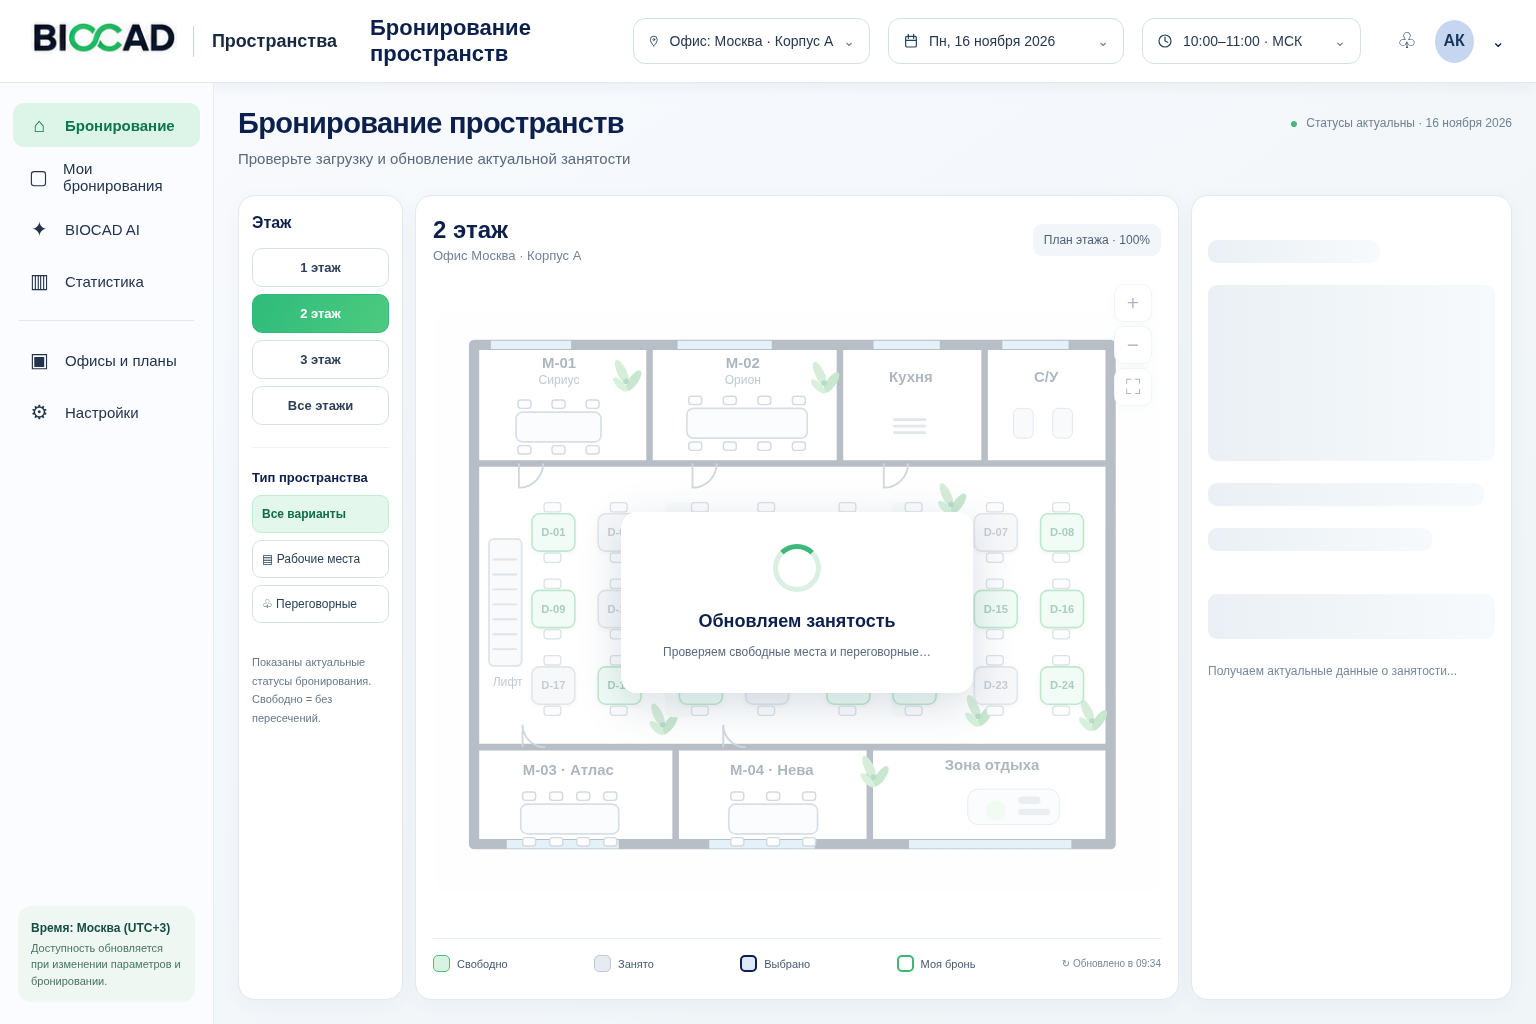 BIOCAD
Пространства
Бронирование
пространств
Офис: Москва · Корпус А
Пн, 16 ноября 2026
10:00–11:00 · МСК
АК
Бронирование
Мои
бронирования
BIOCAD AI
Статистика
Офисы и планы
Настройки
Время: Москва (UTC+3)
Доступность обновляется
при изменении параметров и
бронировании.
Бронирование пространств
Проверьте загрузку и обновление актуальной занятости
Статусы актуальны · 16 ноября 2026
Этаж
1 этаж
2 этаж
3 этаж
Все этажи
Тип пространства
Все варианты
Рабочие места
Переговорные
Показаны актуальные
статусы бронирования.
Свободно = без
пересечений.
2 этаж
Офис Москва · Корпус А
План этажа · 100%
+
−
М-01
Сириус
М-02
Орион
Кухня
С/У
D-01
D-07
D-08
D-09
D-15
D-16
Лифт
D-17
D-23
D-24
Обновляем занятость
Проверяем свободные места и переговорные…
М-03 · Атлас
М-04 · Нева
Зона отдыха
Свободно
Занято
Выбрано
Моя бронь
↻ Обновлено в 09:34
Получаем актуальные данные о занятости...